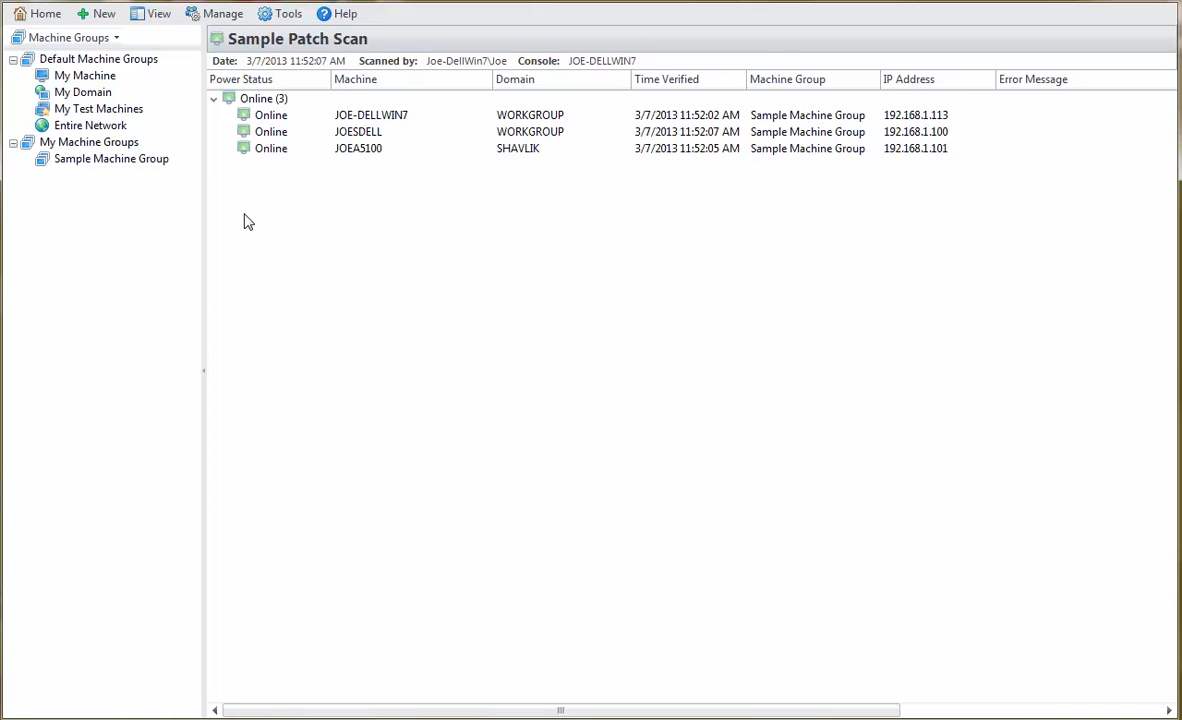 Home New View Manage Tools Help
Machine Groups
Default Machine Groups
My Machine
My Domain
My Test Machines
Entire Network
My Machine Groups
Sample Machine Group
Sample Patch Scan
Date: 3/7/2013 11:52:07 AM Scanned by: Joe-DellWin7\Joe Console: JOE-DELLWIN7
Power Status Machine Domain Time Verified Machine Group IP Address Error Message
Online (3)
Online JOE-DELLWIN7 WORKGROUP 3/7/2013 11:52:02 AM Sample Machine Group 192.168.1.113
Online JOESDELL WORKGROUP 3/7/2013 11:52:07 AM Sample Machine Group 192.168.1.100
Online JOEA5100 SHAVLIK 3/7/2013 11:52:05 AM Sample Machine Group 192.168.1.101